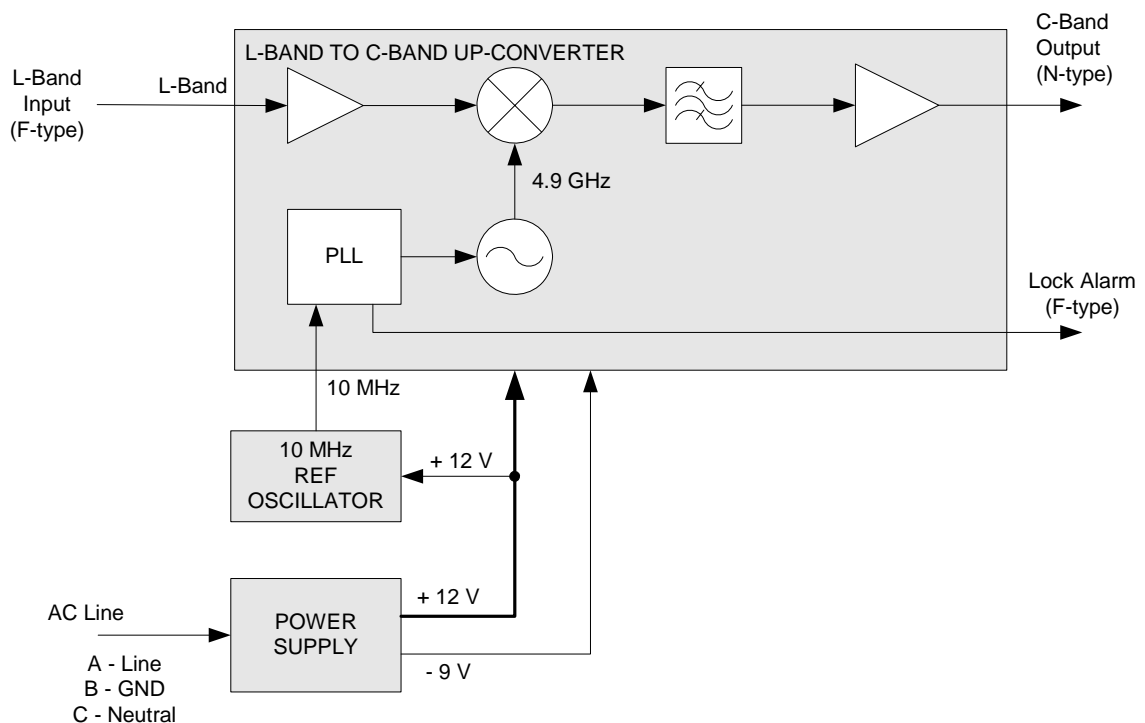 L-BAND TO C-BAND UP-CONVERTER
L-Band
Input
(F-type)
L-Band
C-Band
Output
(N-type)
4.9 GHz
PLL
Lock Alarm
(F-type)
10 MHz
10 MHz
REF
OSCILLATOR
+ 12 V
POWER
SUPPLY
+ 12 V
- 9 V
AC Line
A - Line
B - GND
C - Neutral